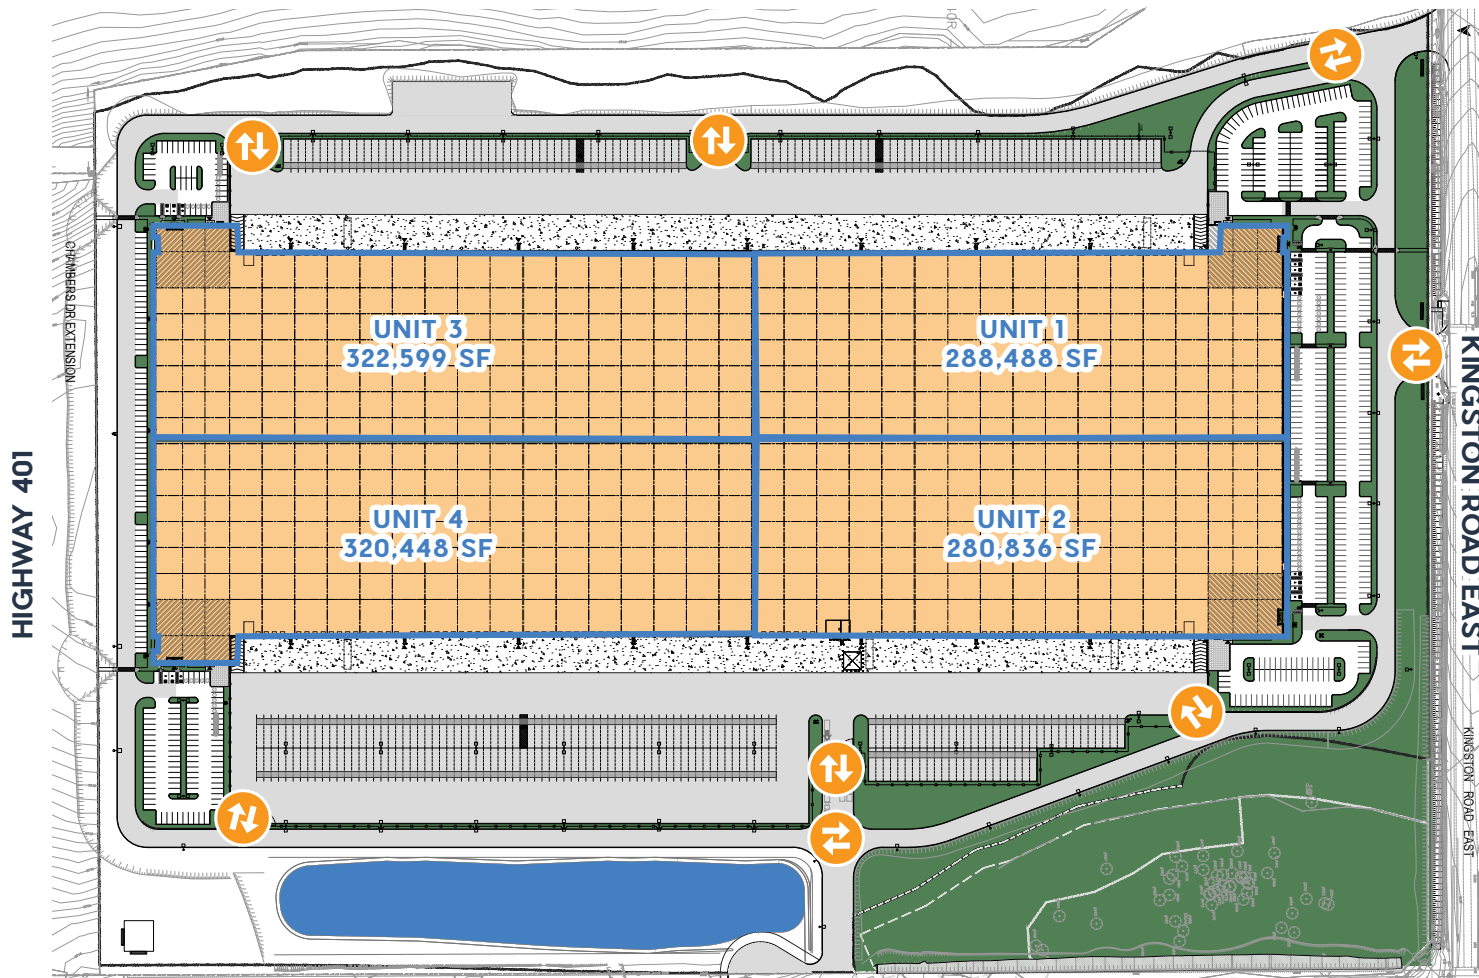 HIGHWAY 401
CHAMBERS DR EXTENSION
UNIT 3
322,599 SF
UNIT 1
288,488 SF
UNIT 4
320,448 SF
UNIT 2
280,836 SF
KINGSTON ROAD EAST
KINGSTON ROAD EAST